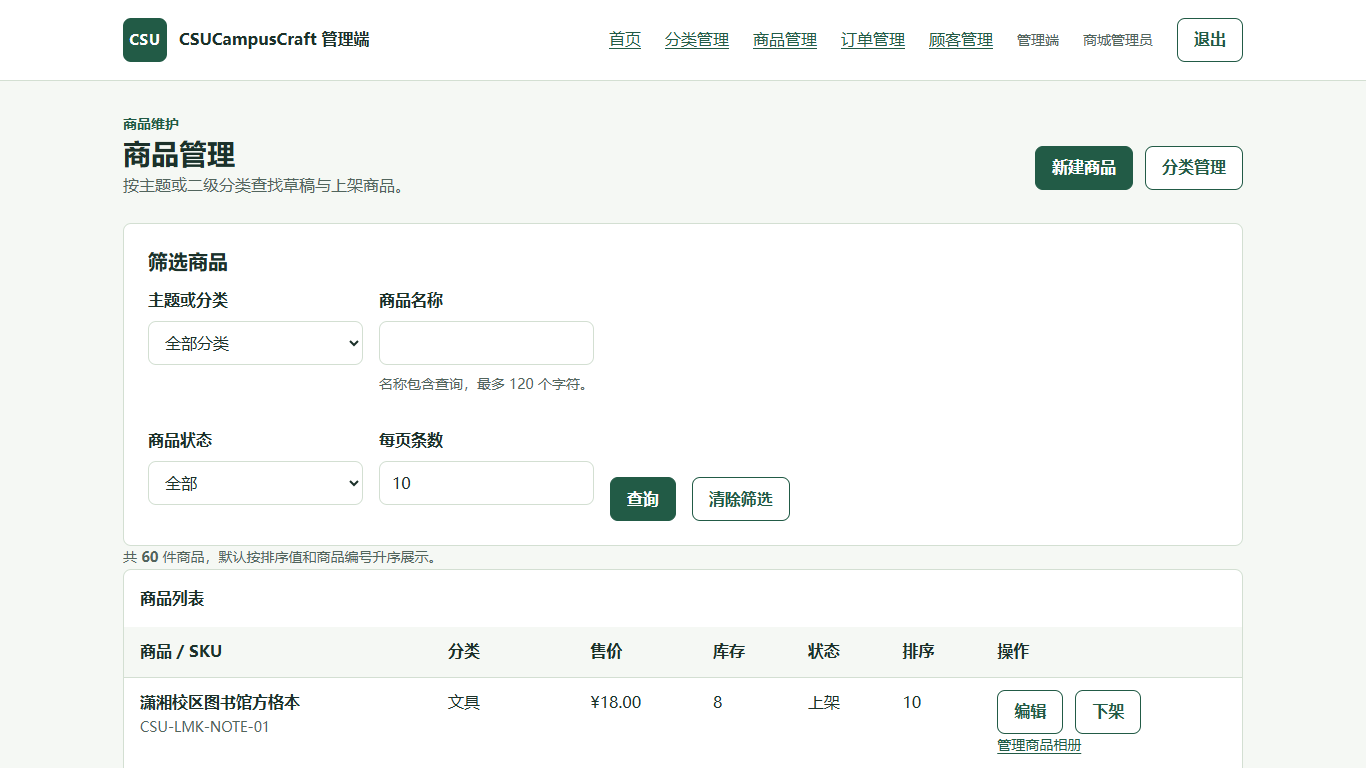 CSU CSUCampusCraft 管理端 首页 分类管理 商品管理 订单管理 顾客管理 管理端 商城管理员 退出
商品维护
商品管理
按主题或二级分类查找草稿与上架商品。
新建商品 分类管理
筛选商品
主题或分类 商品名称
全部分类
名称包含查询，最多 120 个字符。
商品状态 每页条数
全部 10 查询 清除筛选
共 60 件商品，默认按排序值和商品编号升序展示。
商品列表
商品 / SKU 分类 售价 库存 状态 排序 操作
潇湘校区图书馆方格本 文具 ¥18.00 8 上架 10 编辑 下架
CSU-LMK-NOTE-01
管理商品相册